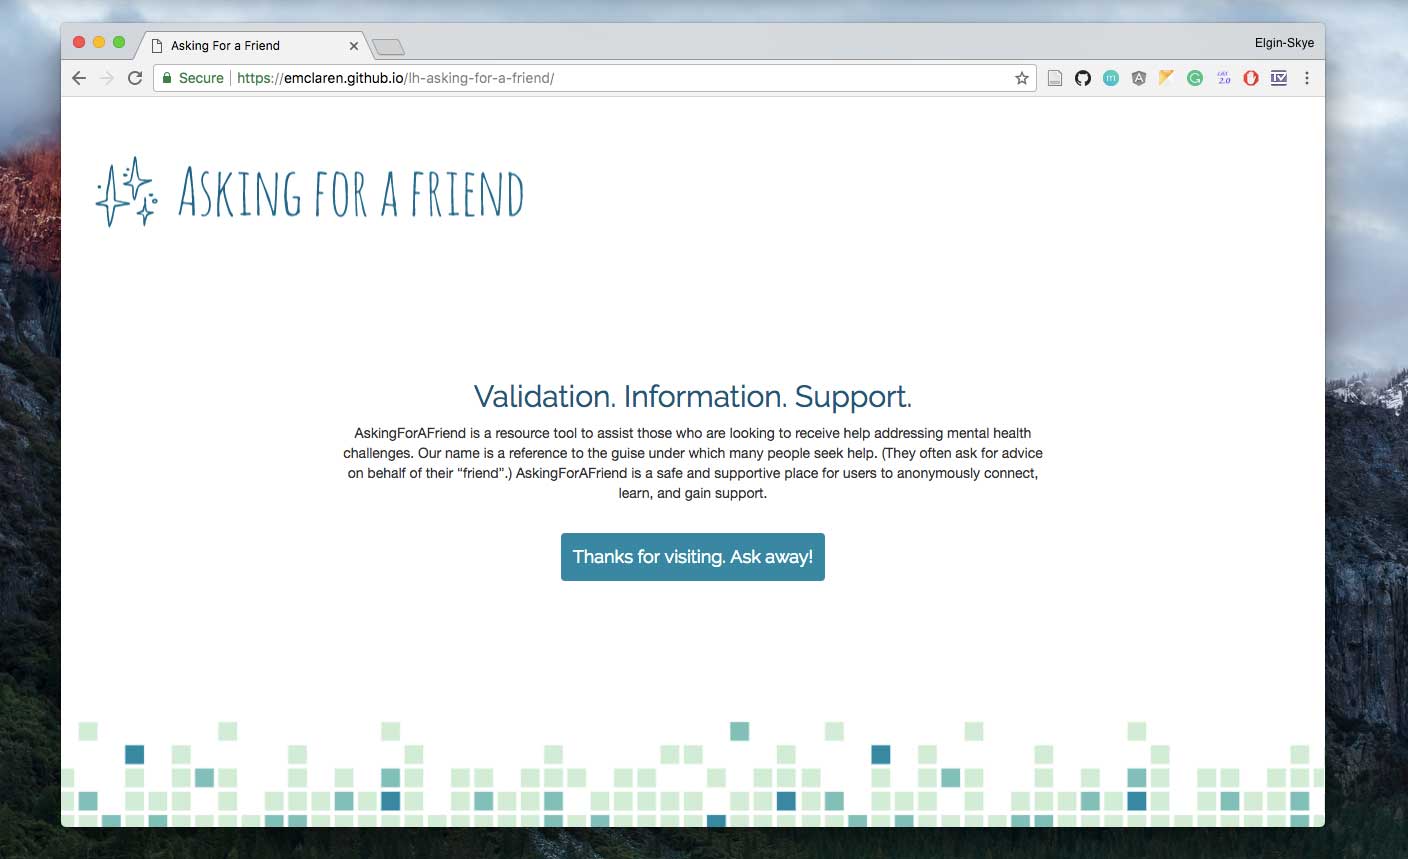 Asking For a Friend
Elgin-Skye
Secure
https://emclaren.github.io/lh-asking-for-a-friend/
ASKING FOR A FRIEND
Validation. Information. Support.
AskingForAFriend is a resource tool to assist those who are looking to receive help addressing mental health
challenges. Our name is a reference to the guise under which many people seek help. (They often ask for advice
on behalf of their “friend”.) AskingForAFriend is a safe and supportive place for users to anonymously connect,
learn, and gain support.
Thanks for visiting. Ask away!